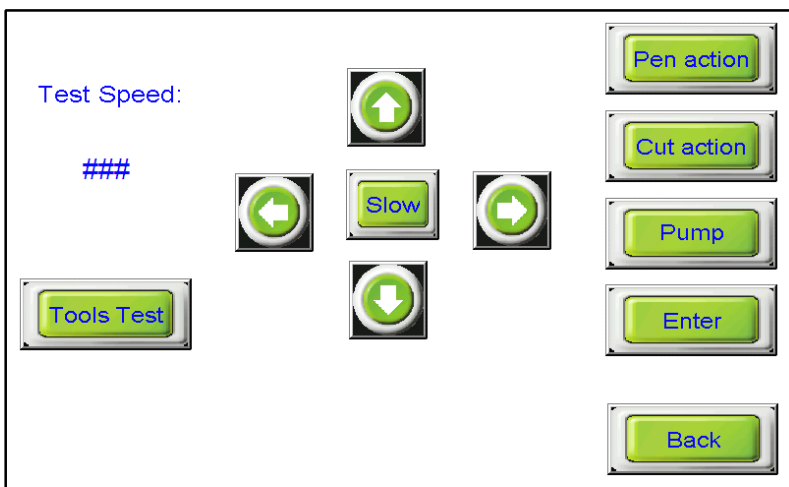 Test Speed:
###
Tools Test
Slow
Pen action
Cut action
Pump
Enter
Back